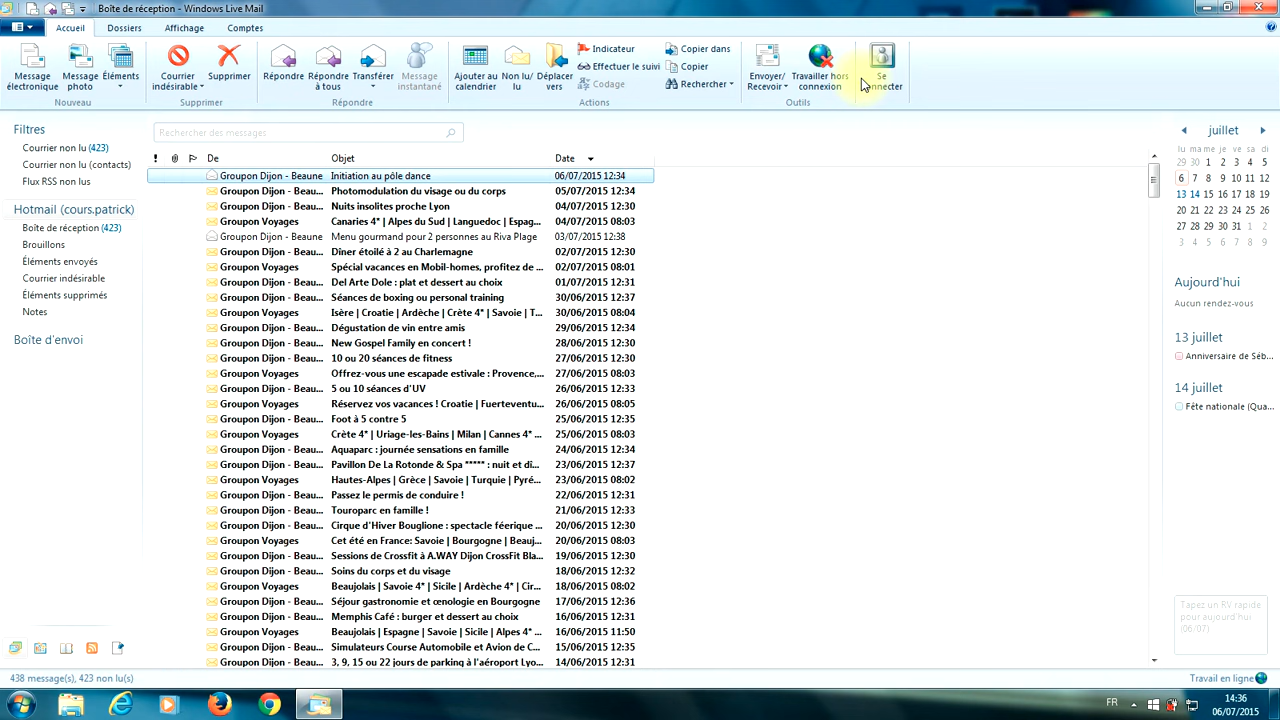 Boîte de réception - Windows Live Mail
Accueil Dossiers Affichage Comptes
Message électronique
Message photo
Éléments
Nouveau
Courrier indésirable
Supprimer
Supprimer
Répondre
Répondre à tous
Transférer
Message instantané
Répondre
Ajouter au calendrier
Non lu/ lu
Déplacer vers
Indicateur
Effectuer le suivi
Codage
Actions
Copier dans
Copier
Rechercher
Envoyer/ Recevoir
Travailler hors connexion
Outils
Se
Filtres
Courrier non lu (423)
Courrier non lu (contacts)
Flux RSS non lus
Hotmail (cours.patrick)
Boîte de réception (423)
Brouillons
Éléments envoyés
Courrier indésirable
Éléments supprimés
Notes
Boîte d'envoi
Rechercher des messages
! De Objet Date
Groupon Dijon - Beaune Initiation au pôle dance 06/07/2015 12:34
Groupon Dijon - Beau... Photomodulation du visage ou du corps 05/07/2015 12:34
Groupon Dijon - Beau... Nuits insolites proche Lyon 04/07/2015 12:30
Groupon Voyages Canaries 4* | Alpes du Sud | Languedoc | Espag... 04/07/2015 08:03
Groupon Dijon - Beaune Menu gourmand pour 2 personnes au Riva Plage 03/07/2015 12:38
Groupon Dijon - Beau... Dîner étoilé à 2 au Charlemagne 02/07/2015 12:30
Groupon Voyages Spécial vacances en Mobil-homes, profitez de ... 02/07/2015 08:01
Groupon Dijon - Beau... Del Arte Dole : plat et dessert au choix 01/07/2015 12:31
Groupon Dijon - Beau... Séances de boxing ou personal training 30/06/2015 12:37
Groupon Voyages Isère | Croatie | Ardèche | Crète 4* | Savoie | T... 30/06/2015 08:04
Groupon Dijon - Beau... Dégustation de vin entre amis 29/06/2015 12:34
Groupon Dijon - Beau... New Gospel Family en concert ! 28/06/2015 12:30
Groupon Dijon - Beau... 10 ou 20 séances de fitness 27/06/2015 12:30
Groupon Voyages Offrez-vous une escapade estivale : Provence,... 27/06/2015 08:03
Groupon Dijon - Beau... 5 ou 10 séances d'UV 26/06/2015 12:33
Groupon Voyages Réservez vos vacances ! Croatie | Fuerteventu... 26/06/2015 08:05
Groupon Dijon - Beau... Foot à 5 contre 5 25/06/2015 12:35
Groupon Voyages Crète 4* | Uriage-les-Bains | Milan | Cannes 4* ... 25/06/2015 08:03
Groupon Dijon - Beau... Aquaparc : journée sensations en famille 24/06/2015 12:34
Groupon Dijon - Beau... Pavillon De La Rotonde & Spa ***** : nuit et dî... 23/06/2015 12:37
Groupon Voyages Hautes-Alpes | Grèce | Savoie | Turquie | Pyré... 23/06/2015 08:02
Groupon Dijon - Beau... Passez le permis de conduire ! 22/06/2015 12:31
Groupon Dijon - Beau... Touroparc en famille ! 21/06/2015 12:33
Groupon Dijon - Beau... Cirque d'Hiver Bouglione : spectacle féerique ... 20/06/2015 12:30
Groupon Voyages Cet été en France: Savoie | Bourgogne | Beauj... 20/06/2015 08:03
Groupon Dijon - Beau... Sessions de Crossfit à A.WAY Dijon CrossFit Bla... 19/06/2015 12:30
Groupon Dijon - Beau... Soins du corps et du visage 18/06/2015 12:32
Groupon Voyages Beaujolais | Savoie 4* | Sicile | Ardèche 4* | Cir... 18/06/2015 08:02
Groupon Dijon - Beau... Séjour gastronomie et œnologie en Bourgogne 17/06/2015 12:36
Groupon Dijon - Beau... Memphis Café : burger et dessert au choix 16/06/2015 12:31
Groupon Voyages Beaujolais | Espagne | Savoie | Sicile | Alpes 4* ... 16/06/2015 11:50
Groupon Dijon - Beau... Simulateurs Course Automobile et Avion de C... 15/06/2015 12:35
Groupon Dijon - Beau... 3, 9, 15 ou 22 jours de parking à l'aéroport Lyo... 14/06/2015 12:31
juillet
lu ma me je ve sa di
29 30 1 2 3 4 5
6 7 8 9 10 11 12
13 14 15 16 17 18 19
20 21 22 23 24 25 26
27 28 29 30 31 1 2
3 4 5 6 7 8 9
Aujourd'hui
Aucun rendez-vous
13 juillet
Anniversaire de Séb...
14 juillet
Fête nationale (Qua...
Tapez un RV rapide
pour aujourd'hui
(06/07)
438 message(s), 423 non lu(s)
Travail en ligne
FR
14:36
06/07/2015